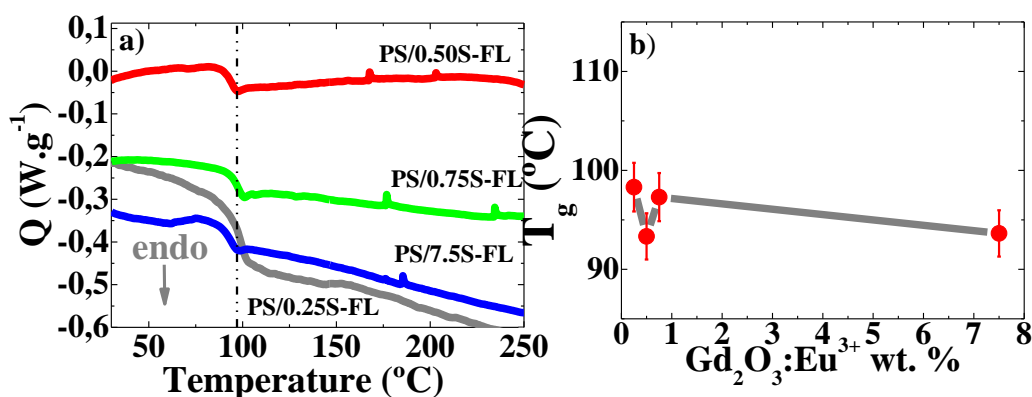 a)
PS/0.50S-FL
PS/0.75S-FL
PS/7.5S-FL
PS/0.25S-FL
endo
0,1
0,0
-0,1
-0,2
-0,3
-0,4
-0,5
-0,6
Q (W.g⁻¹)
50 100 150 200 250
Temperature (ºC)
b)
110
100
90
T_g (ºC)
0 1 2 3 4 5 6 7 8
Gd₂O₃:Eu³⁺ wt. %